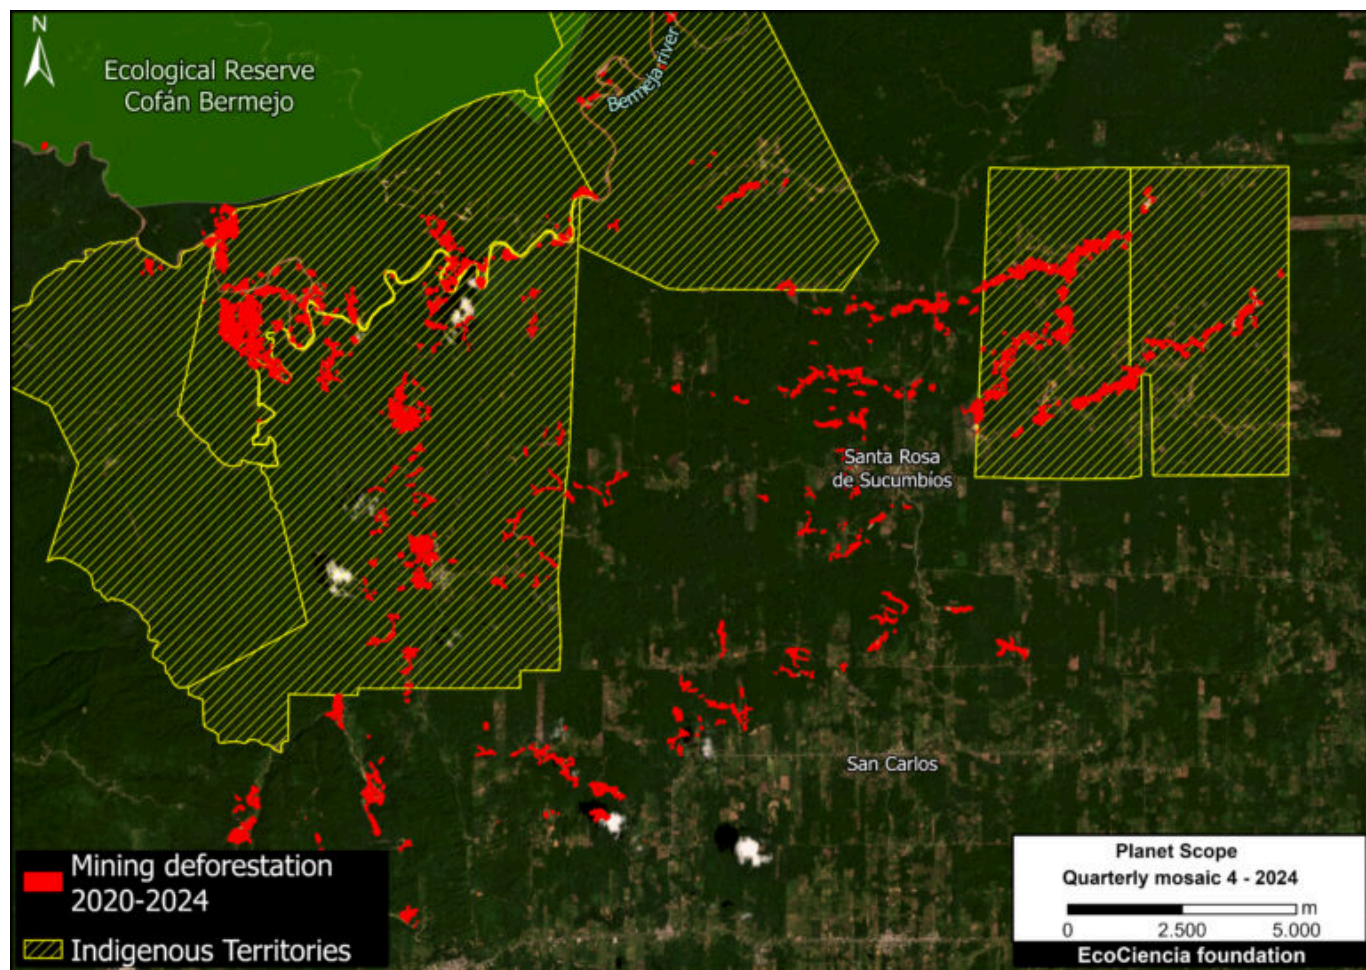 N
Ecological Reserve
Cofán Bermejo
Bermeja river
Santa Rosa
de Sucumbíos
San Carlos
Mining deforestation
2020-2024
Indigenous Territories
Planet Scope
Quarterly mosaic 4 - 2024
m
0 2.500 5.000
EcoCiencia foundation